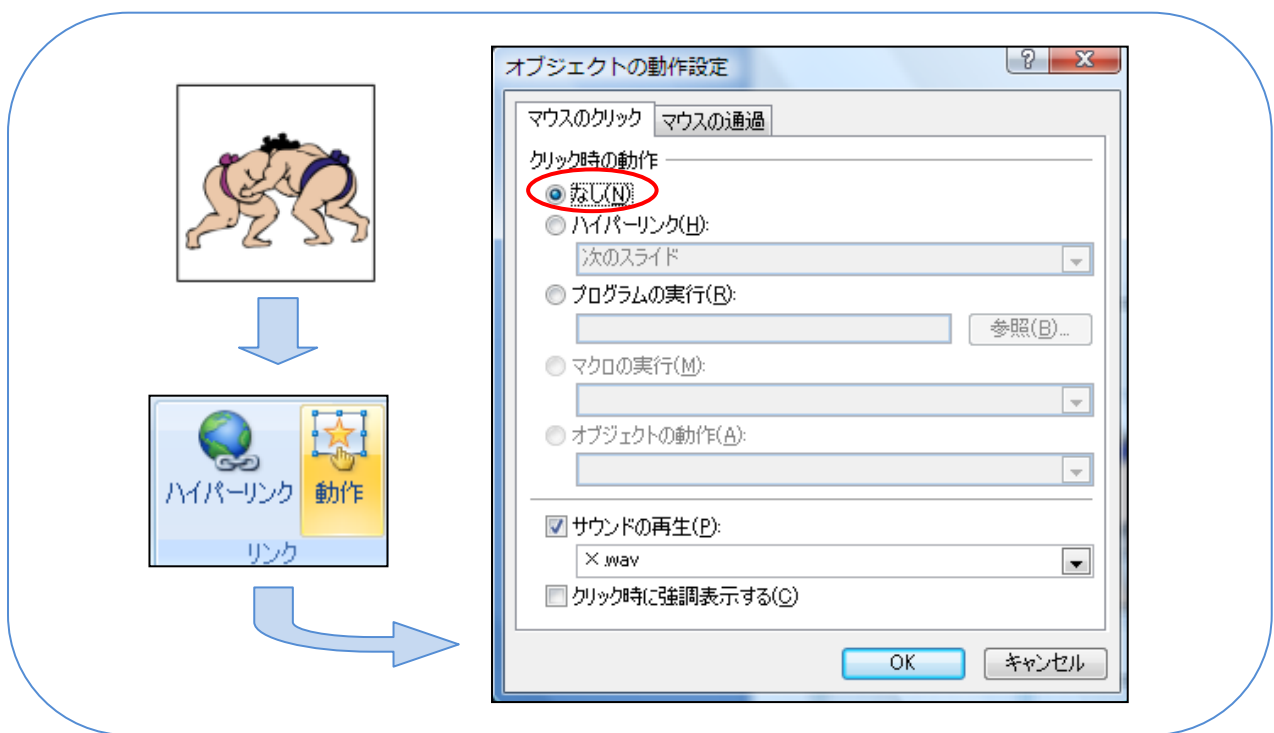 ハイパーリンク 動作
リンク
オブジェクトの動作設定
マウスのクリック マウスの通過
クリック時の動作
なし(N)
ハイパーリンク(H):
次のスライド
プログラムの実行(R):
参照(B)...
マクロの実行(M):
オブジェクトの動作(A):
サウンドの再生(P):
×.wav
クリック時に強調表示する(C)
OK キャンセル